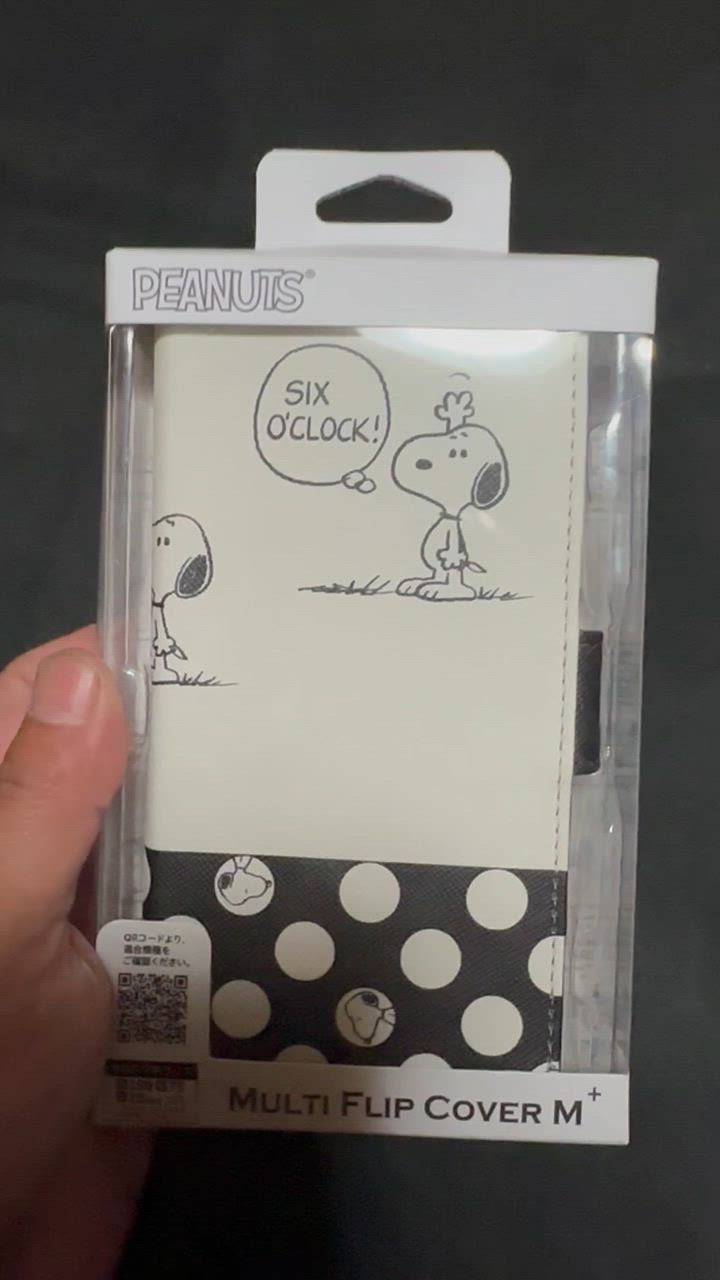 PEANUTS®
SIX
O'CLOCK!
QRコードより、
適合機種を
ご確認ください。
MULTI FLIP COVER M+